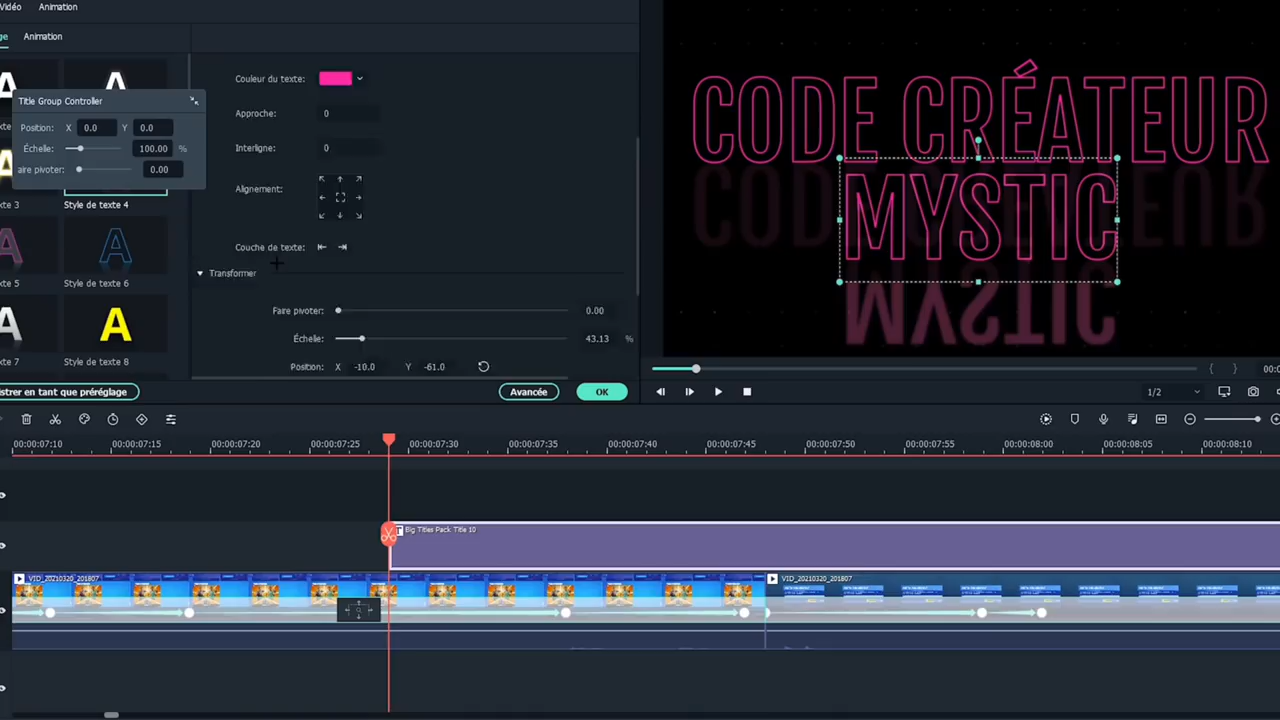 Vidéo Animation
ge Animation
Title Group Controller
Position: X 0.0 Y 0.0
Échelle: 100.00 %
aire pivoter: 0.00
te 3 Style de texte 4
te 5 Style de texte 6
te 7 Style de texte 8
strer en tant que préréglage
Couleur du texte:
Approche: 0
Interligne: 0
Alignement:
Couche de texte:
Transformer
Faire pivoter: 0.00
Échelle: 43.13 %
Position: X -10.0 Y -61.0
Avancée OK
CODE CRÉATEUR
MYSTIC
1/2 00:0
00:00:07:10 00:00:07:15 00:00:07:20 00:00:07:25 00:00:07:30 00:00:07:35 00:00:07:40 00:00:07:45 00:00:07:50 00:00:07:55 00:00:08:00 00:00:08:10
Big Titles Pack Title 10
VID_20210320_201807 VID_20210320_201807